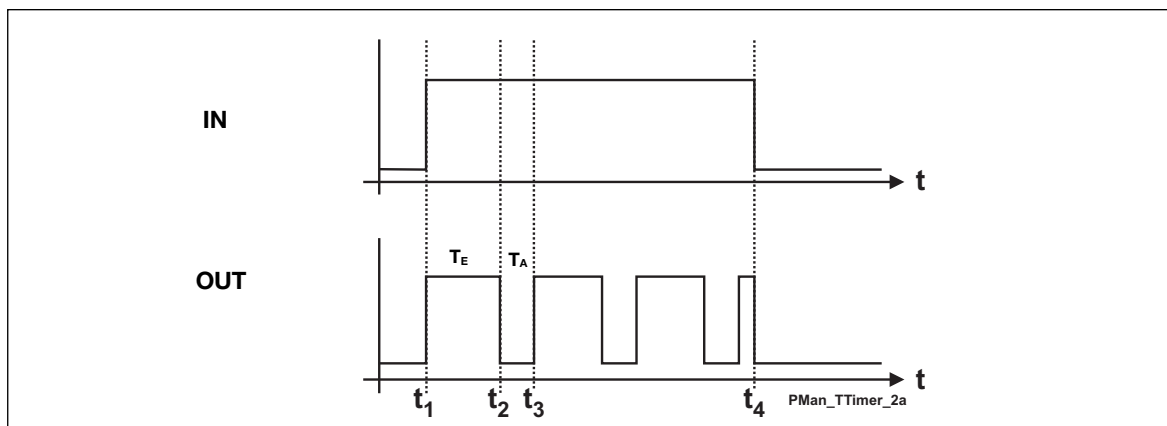 IN
t
T_E T_A
OUT
t
t_1 t_2 t_3 t_4 PMan_TTimer_2a